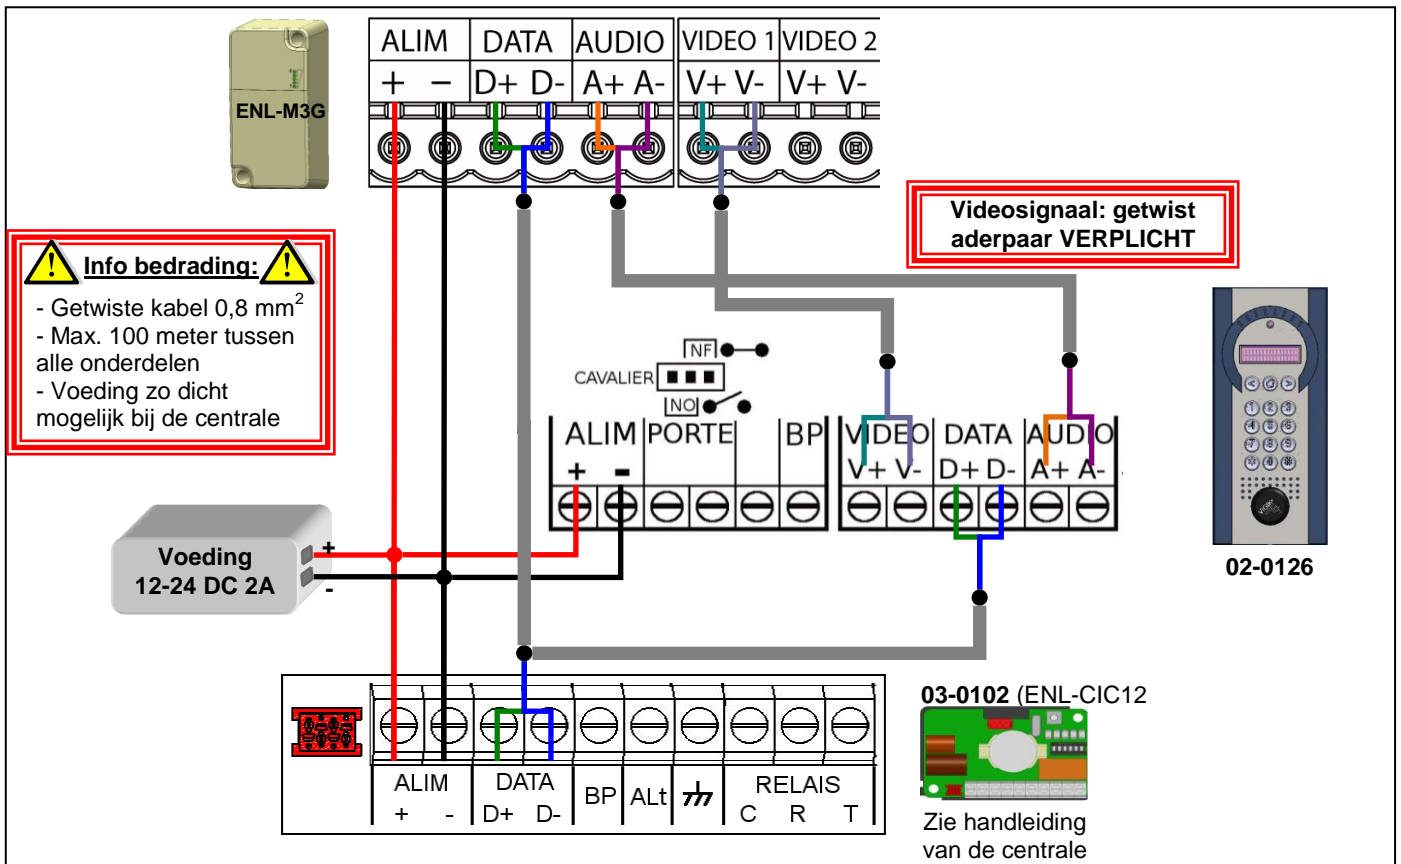 ALIM DATA AUDIO VIDEO 1 VIDEO 2
+ − D+ D- A+ A- V+ V- V+ V-
ENL-M3G
Videosignaal: getwist
aderpaar VERPLICHT
Info bedrading:
- Getwiste kabel 0,8 mm²
- Max. 100 meter tussen
alle onderdelen
- Voeding zo dicht
mogelijk bij de centrale
NF
CAVALIER
NO
ALIM PORTE BP VIDEO DATA AUDIO
+ - V+ V- D+ D- A+ A-
Voeding
12-24 DC 2A
+
-
02-0126
03-0102 (ENL-CIC12
ALIM DATA BP ALt RELAIS
+ - D+ D- C R T
Zie handleiding
van de centrale